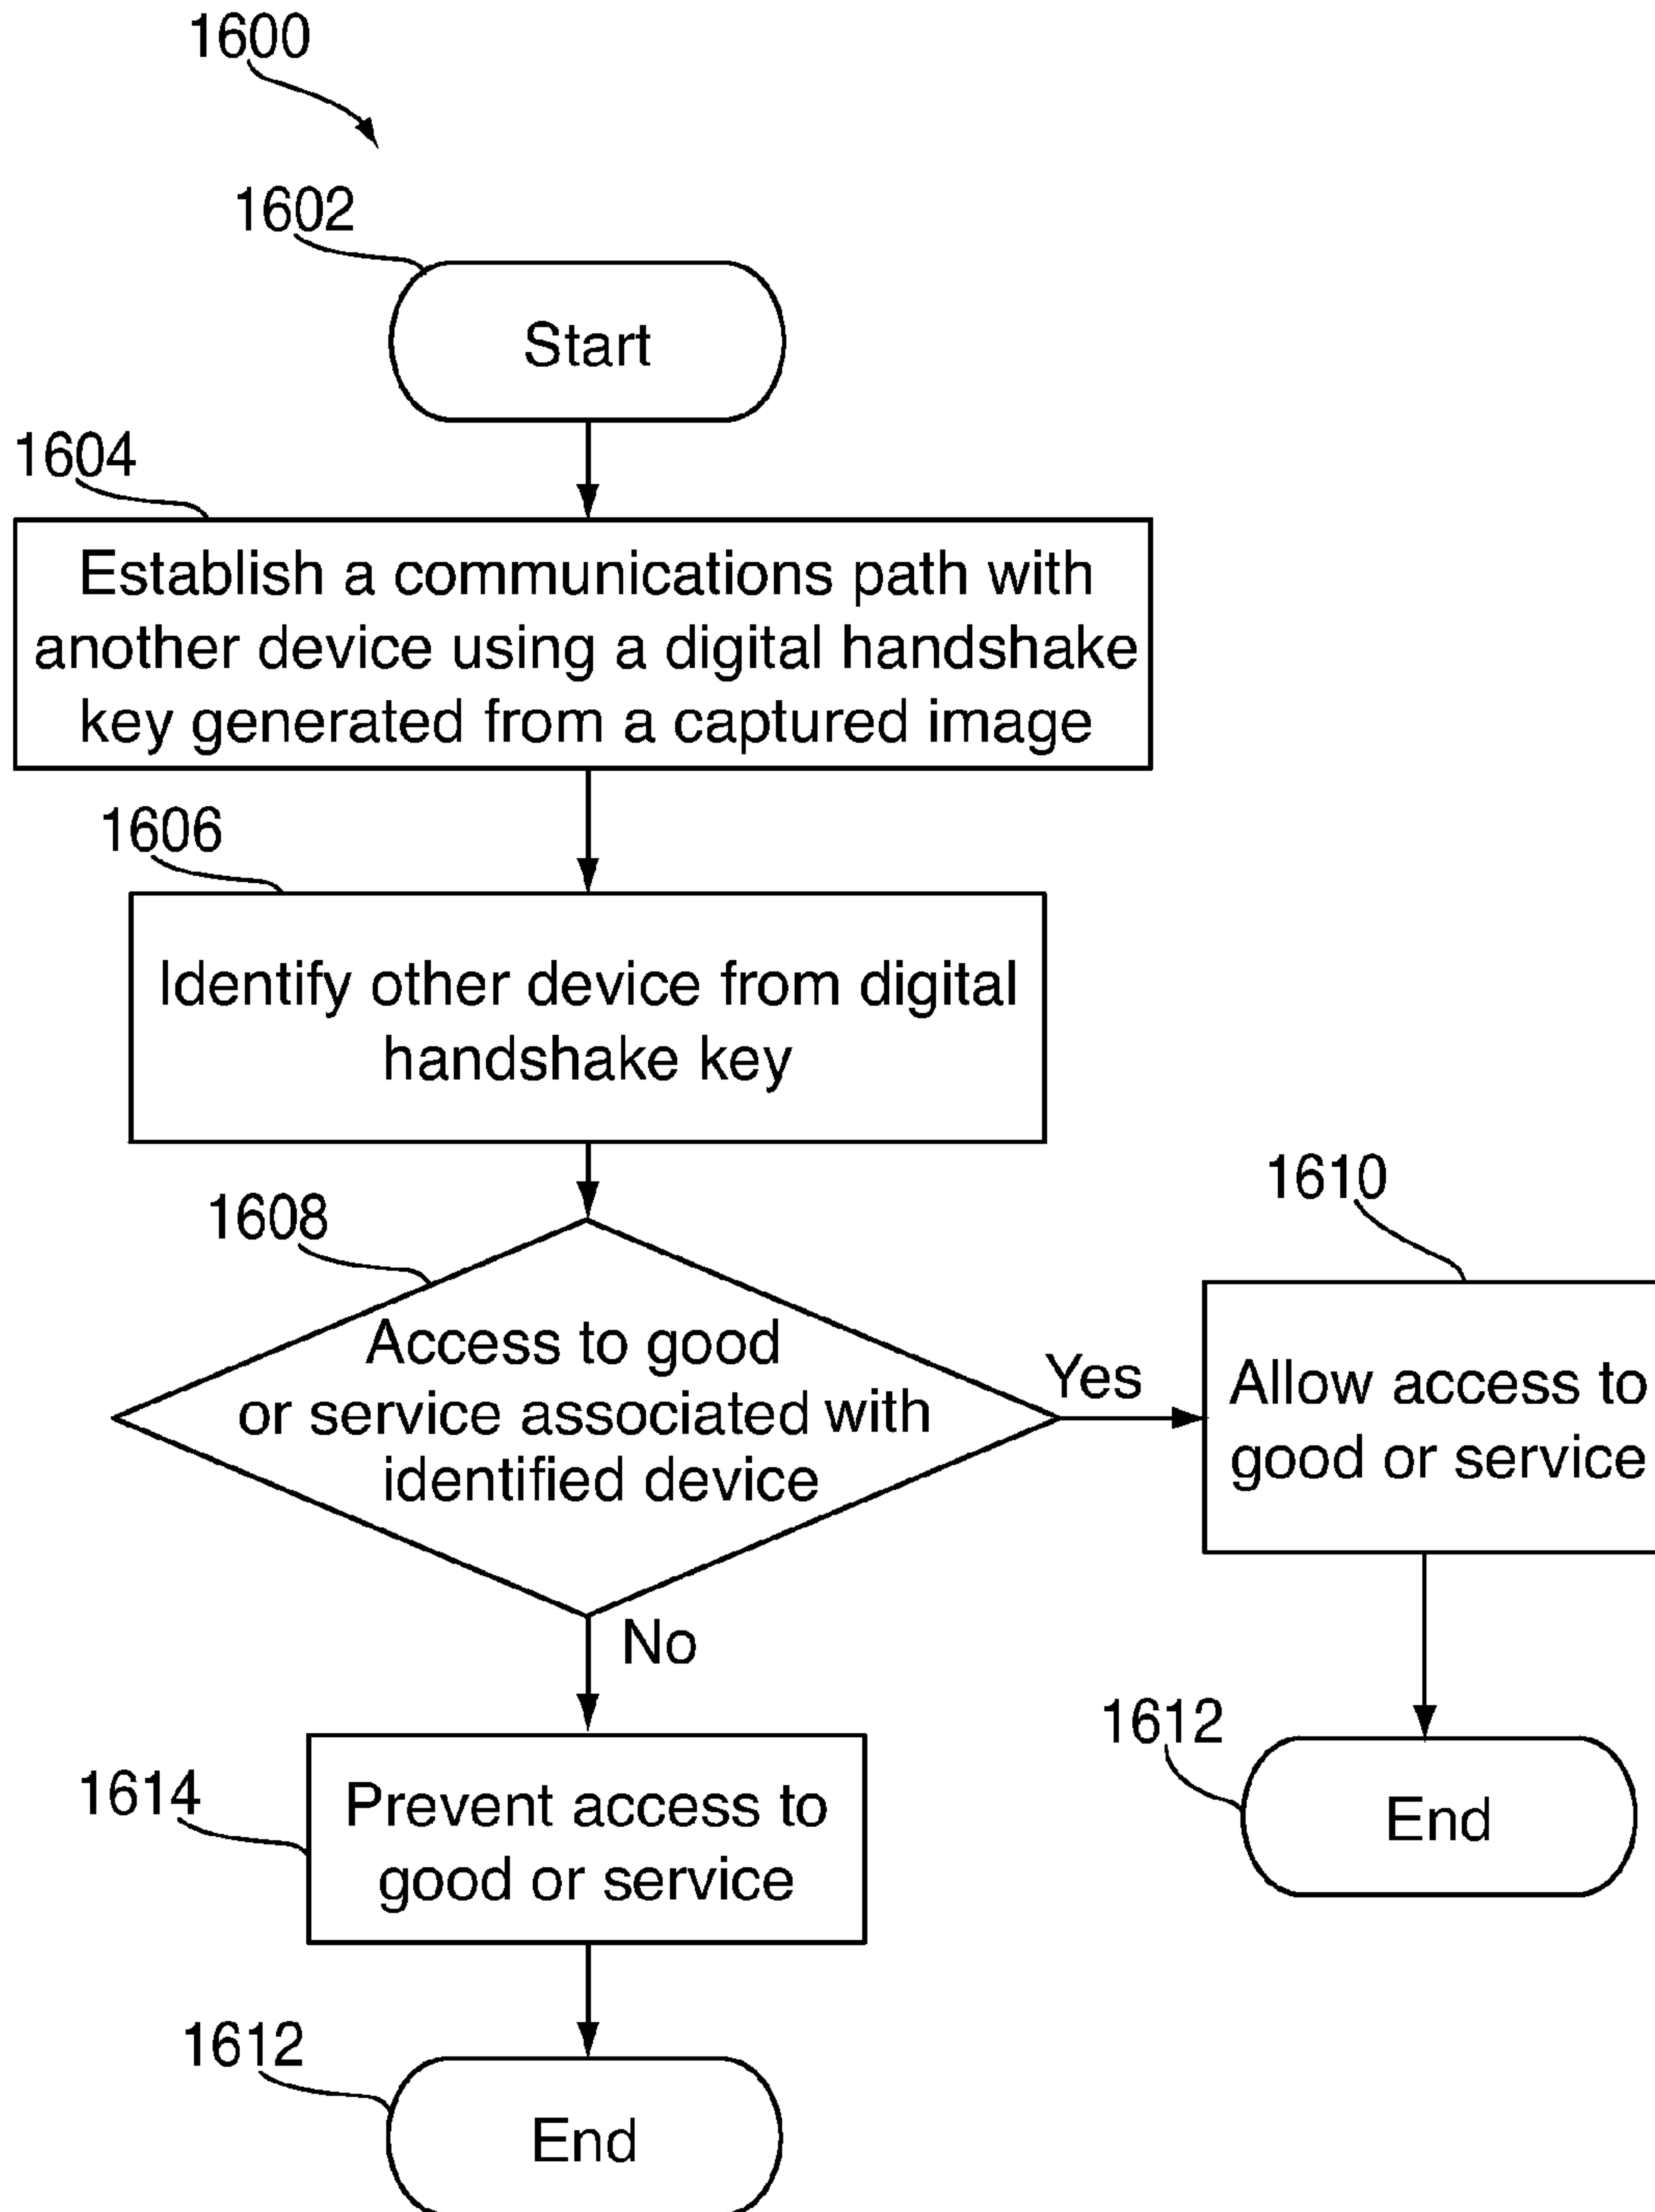 1600
1602
Start
1604
Establish a communications path with
another device using a digital handshake
key generated from a captured image
1606
Identify other device from digital
handshake key
1608
Access to good
or service associated with
identified device
Yes
1610
Allow access to
good or service
No
1612
End
1614
Prevent access to
good or service
1612
End